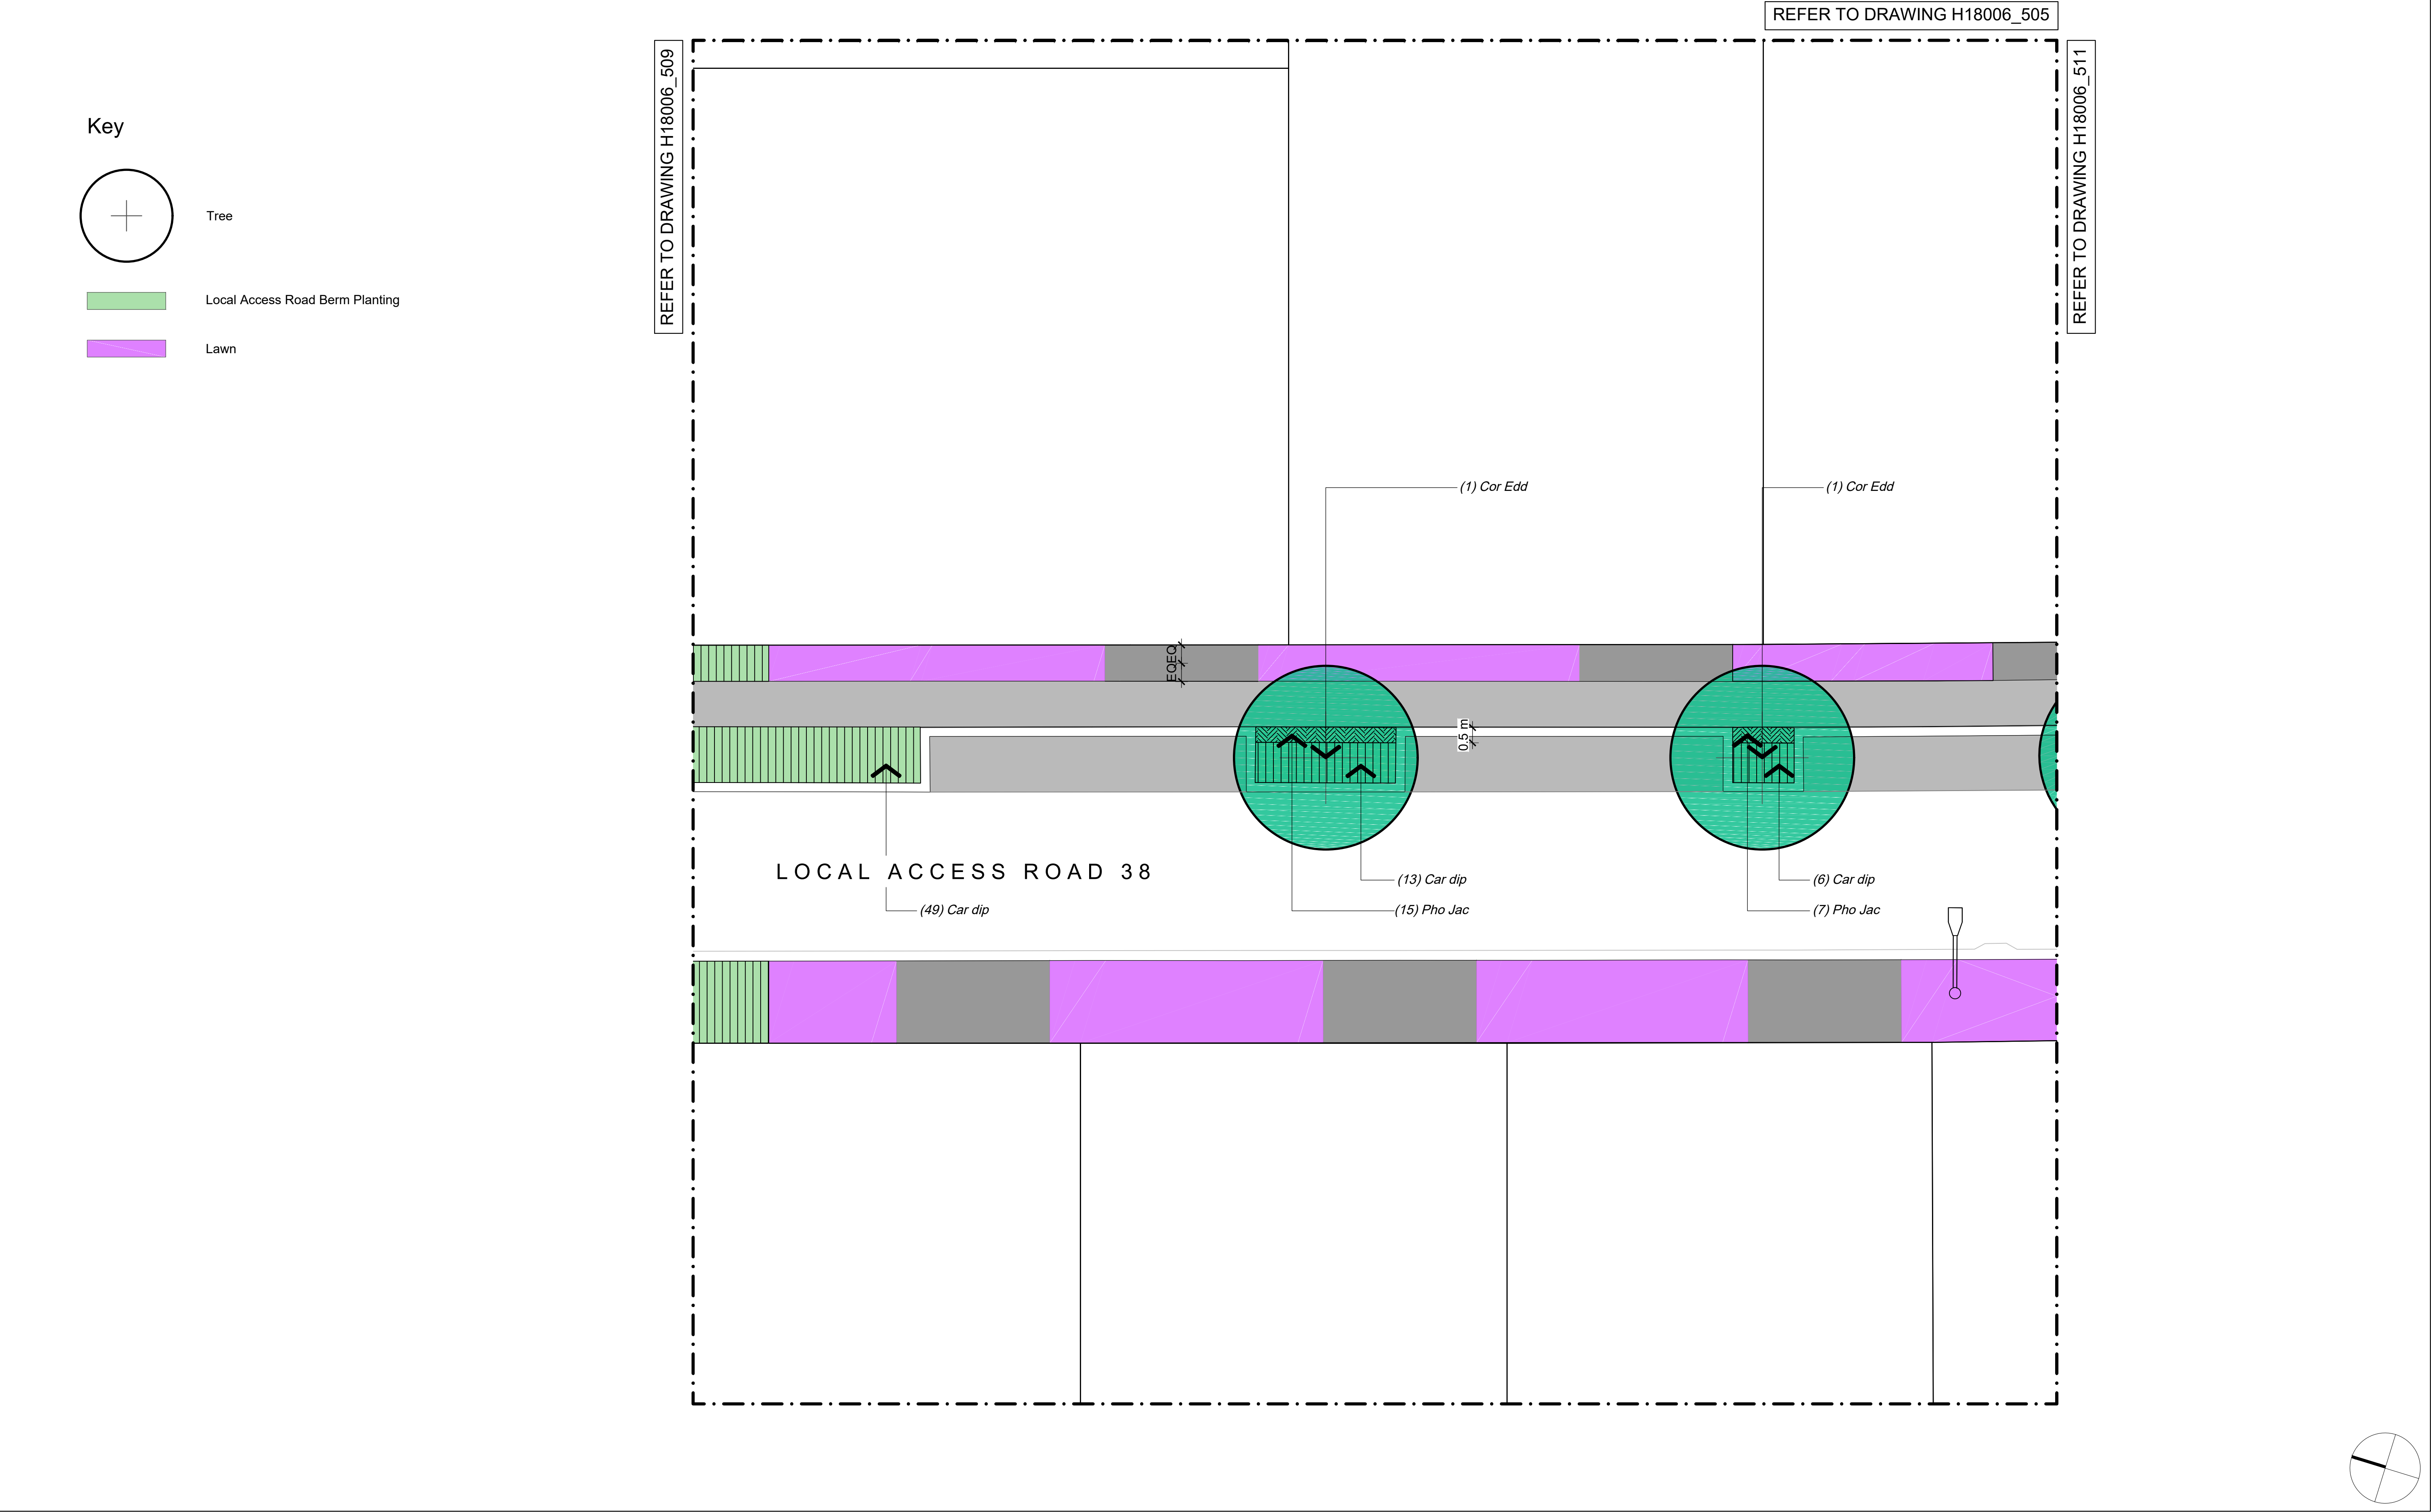 REFER TO DRAWING H18006_505
REFER TO DRAWING H18006_509
REFER TO DRAWING H18006_511
Key
Tree
Local Access Road Berm Planting
Lawn
(1) Cor Edd
(1) Cor Edd
EQ
EQ
0.5 m
LOCAL ACCESS ROAD 38
(13) Car dip
(6) Car dip
(49) Car dip
(15) Pho Jac
(7) Pho Jac